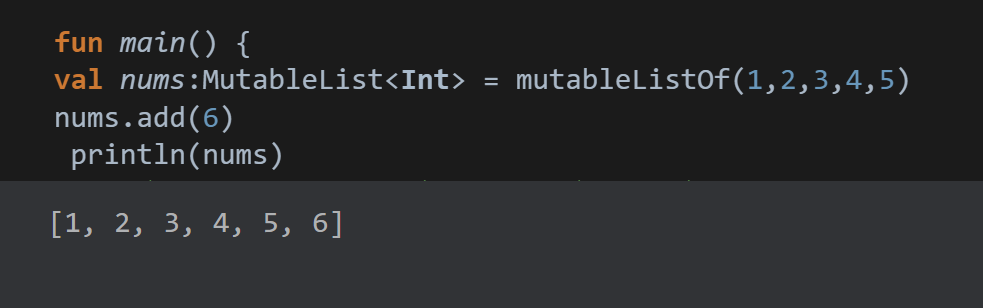 fun main() {
val nums:MutableList<Int> = mutableListOf(1,2,3,4,5)
nums.add(6)
println(nums)
[1, 2, 3, 4, 5, 6]